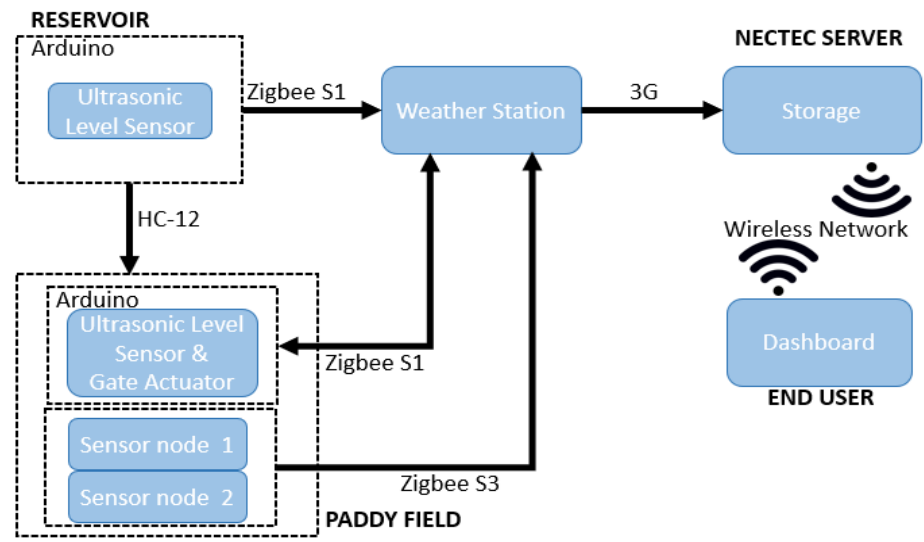 RESERVOIR
Arduino
Ultrasonic
Level Sensor
Zigbee S1
Weather Station
3G
NECTEC SERVER
Storage
HC-12
Wireless Network
Arduino
Ultrasonic Level
Sensor &
Gate Actuator
Zigbee S1
Dashboard
END USER
Sensor node 1
Sensor node 2
Zigbee S3
PADDY FIELD